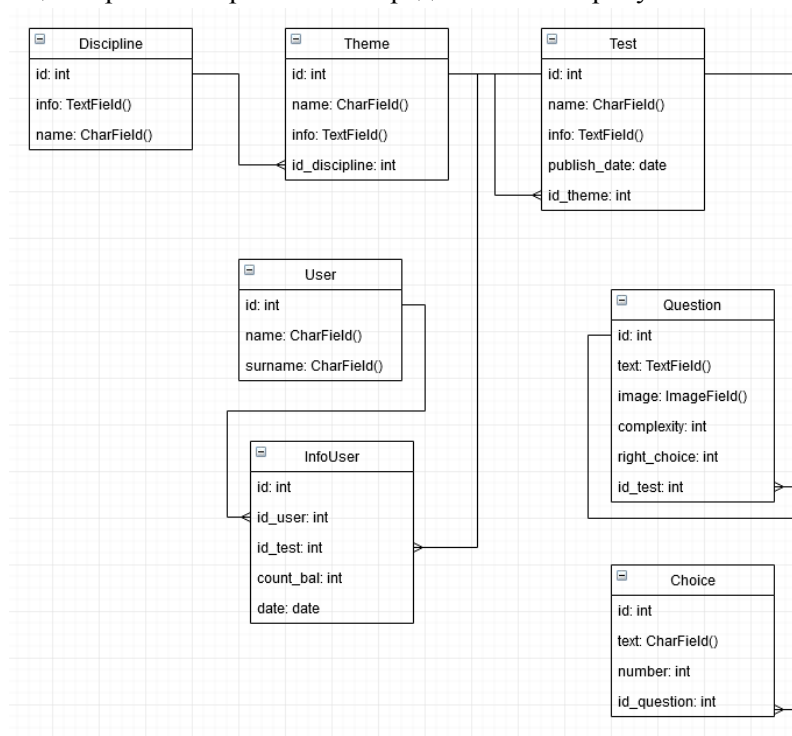 Discipline
id: int
info: TextField()
name: CharField()
Theme
id: int
name: CharField()
info: TextField()
id_discipline: int
Test
id: int
name: CharField()
info: TextField()
publish_date: date
id_theme: int
User
id: int
name: CharField()
surname: CharField()
Question
id: int
text: TextField()
image: ImageField()
complexity: int
right_choice: int
id_test: int
InfoUser
id: int
id_user: int
id_test: int
count_bal: int
date: date
Choice
id: int
text: CharField()
number: int
id_question: int